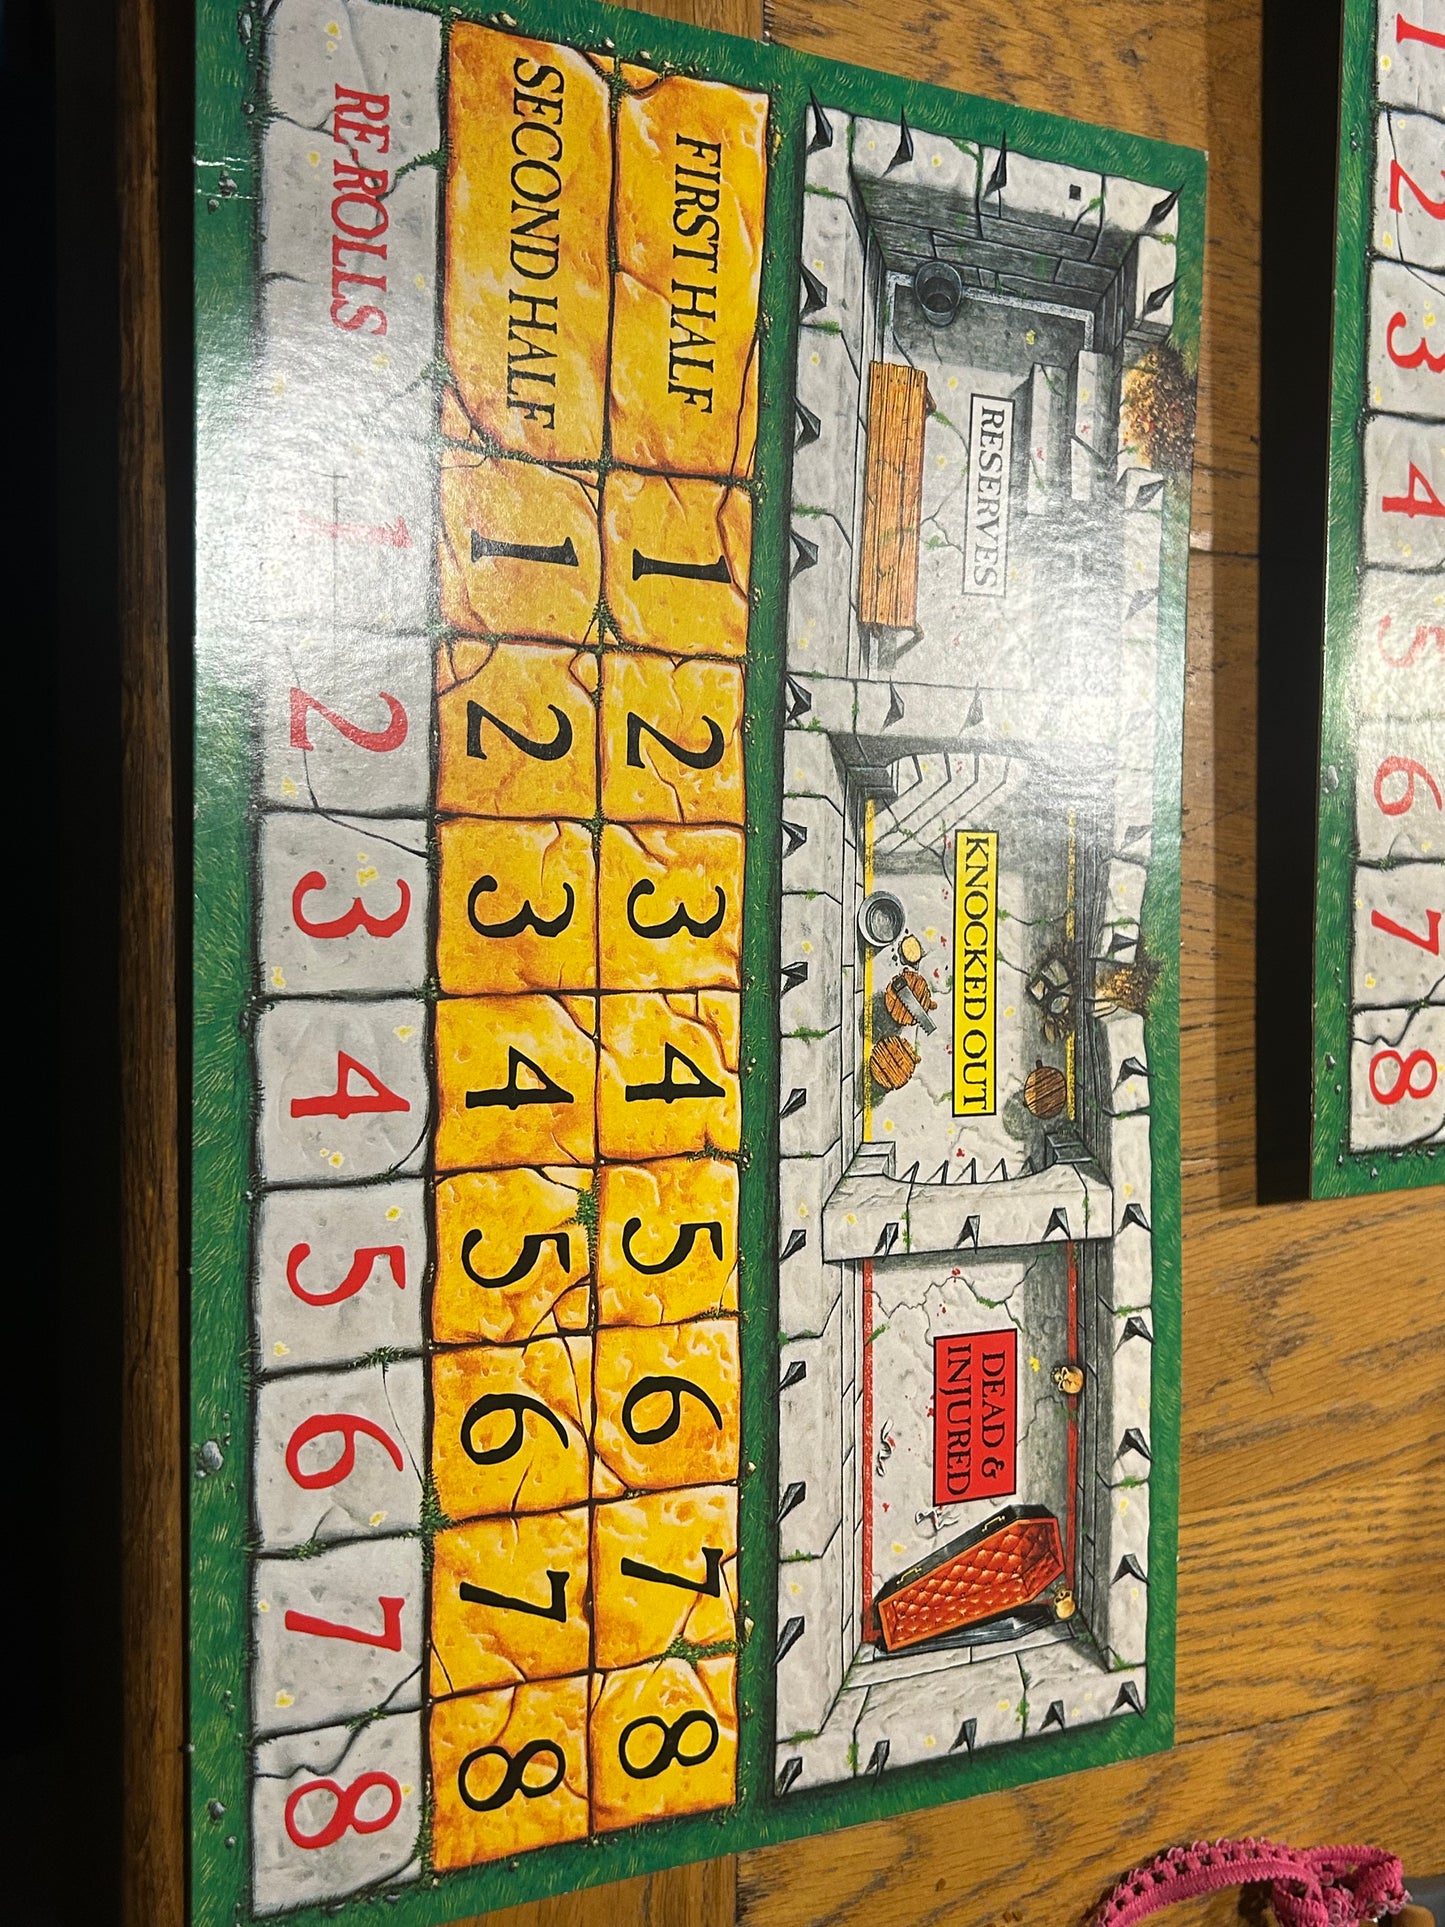 RESERVES
KNOCKED OUT
DEAD &
INJURED
FIRST HALF 1 2 3 4 5 6 7 8
SECOND HALF 1 2 3 4 5 6 7 8
RE-ROLLS 1 2 3 4 5 6 7 8
1 2 3 4 5 6 7 8